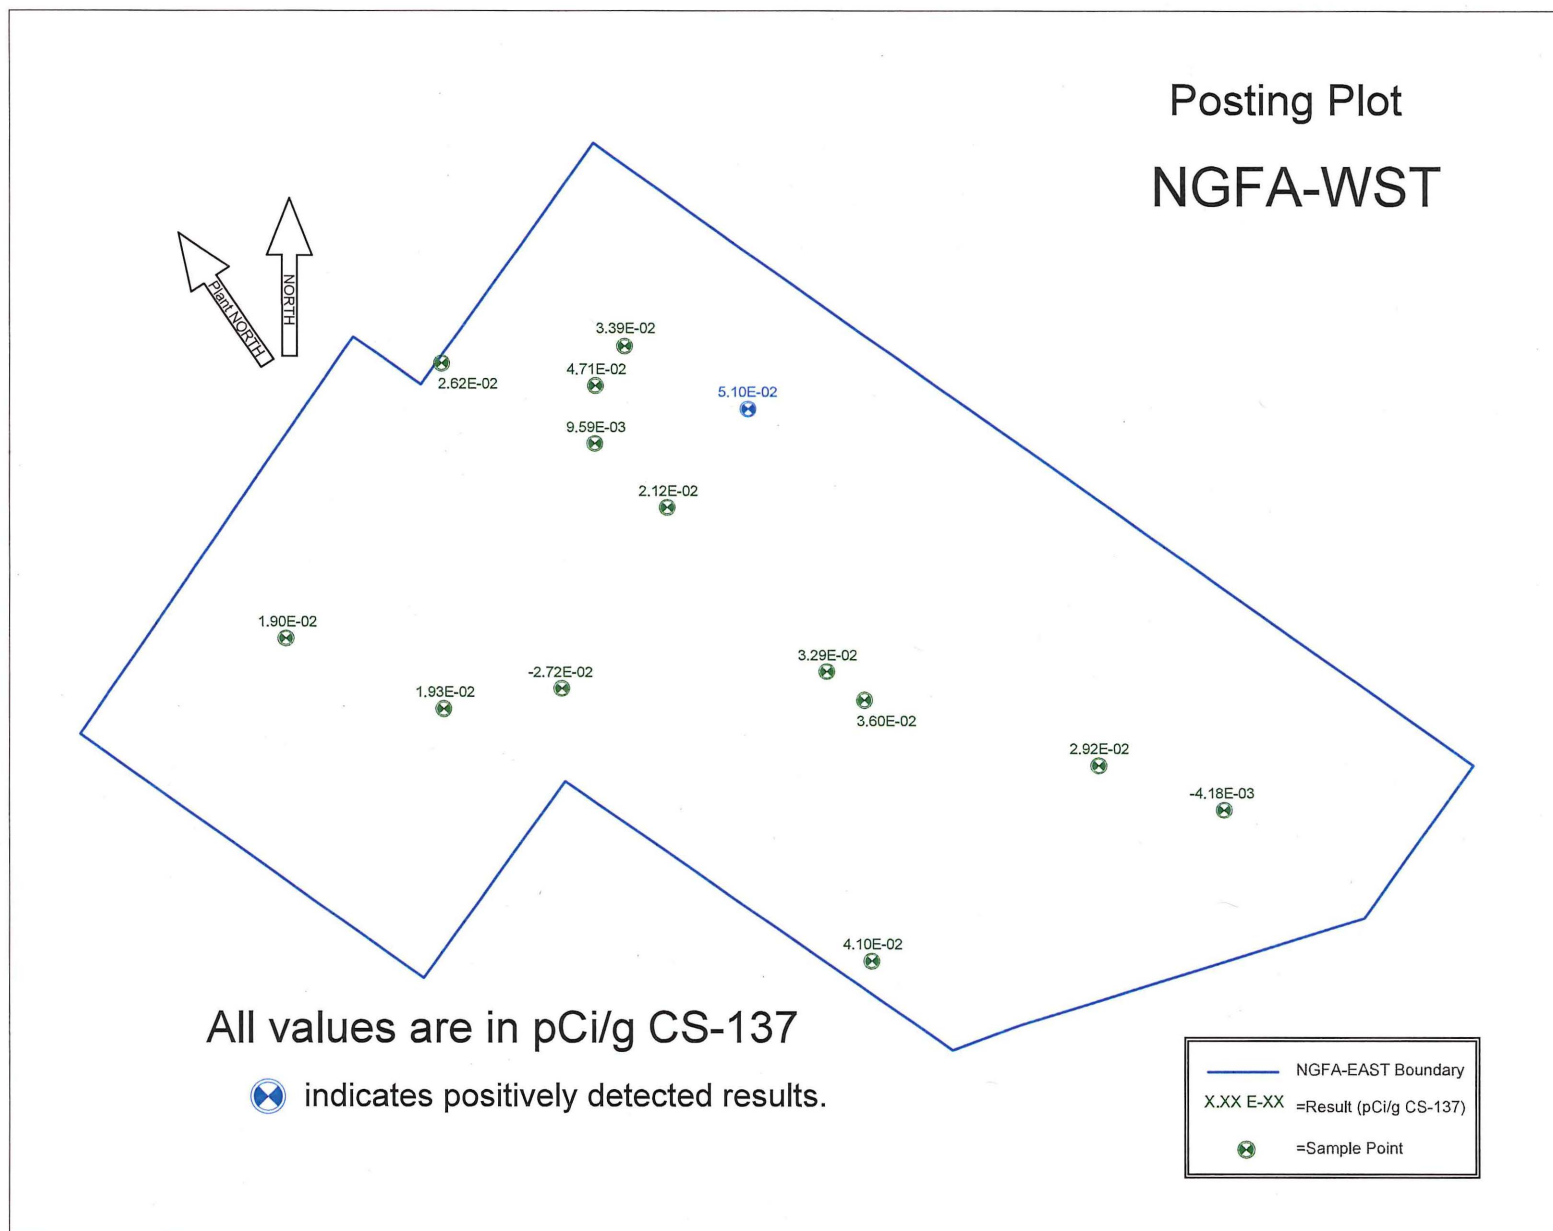 Posting Plot
NGFA-WST
NORTH
Plant NORTH
3.39E-02
2.62E-02
4.71E-02
5.10E-02
9.59E-03
2.12E-02
1.90E-02
3.29E-02
-2.72E-02
1.93E-02
3.60E-02
2.92E-02
-4.18E-03
4.10E-02
All values are in pCi/g CS-137
indicates positively detected results.
NGFA-EAST Boundary
X.XX E-XX =Result (pCi/g CS-137)
=Sample Point